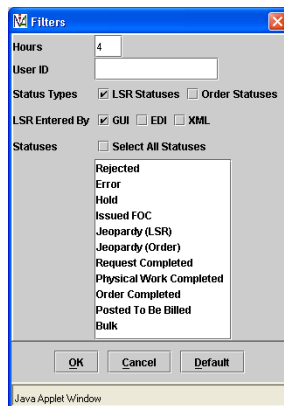 Filters
Hours 4
User ID
Status Types LSR Statuses Order Statuses
LSR Entered By GUI EDI XML
Statuses Select All Statuses
Rejected
Error
Hold
Issued FOC
Jeopardy (LSR)
Jeopardy (Order)
Request Completed
Physical Work Completed
Order Completed
Posted To Be Billed
Bulk
OK Cancel Default
Java Applet Window